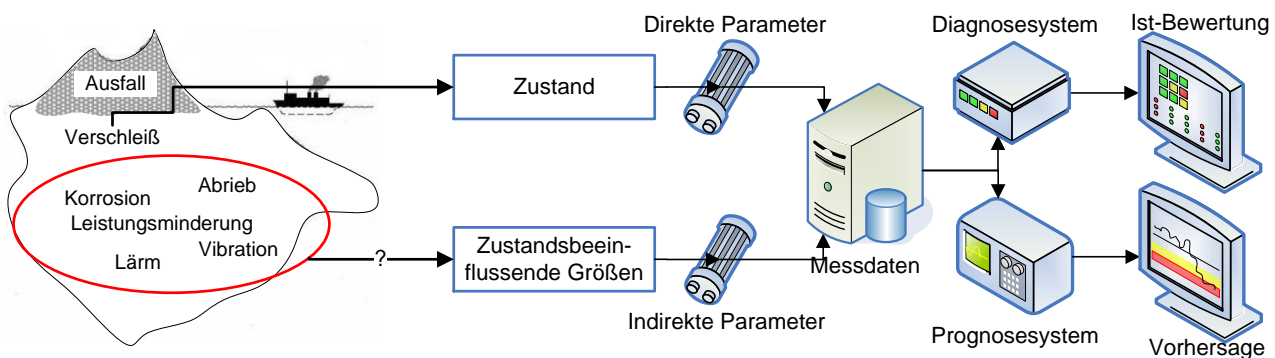 Direkte Parameter
Diagnosesystem
Ist-Bewertung
Ausfall
Zustand
Verschleiß
Korrosion
Abrieb
Leistungsminderung
Vibration
Lärm
?
Zustandsbeein-
flussende Größen
Messdaten
Indirekte Parameter
Prognosesystem
Vorhersage